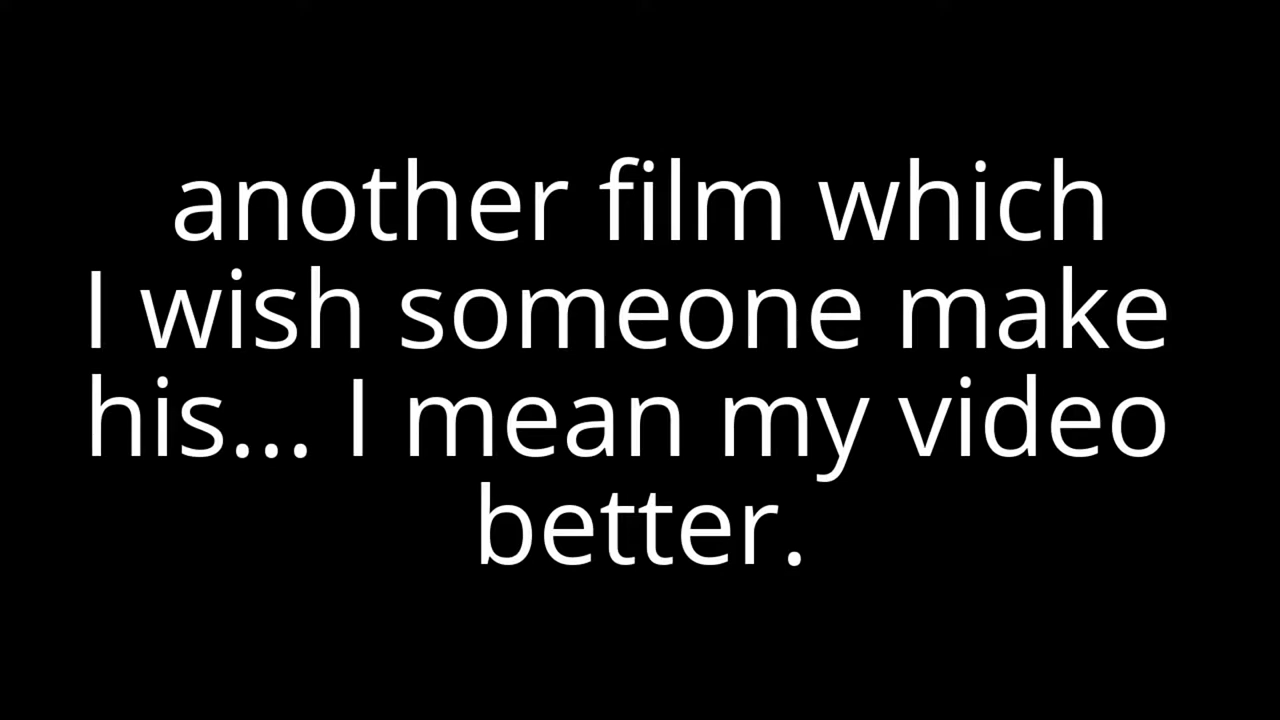 another film which
I wish someone make
his... I mean my video
better.